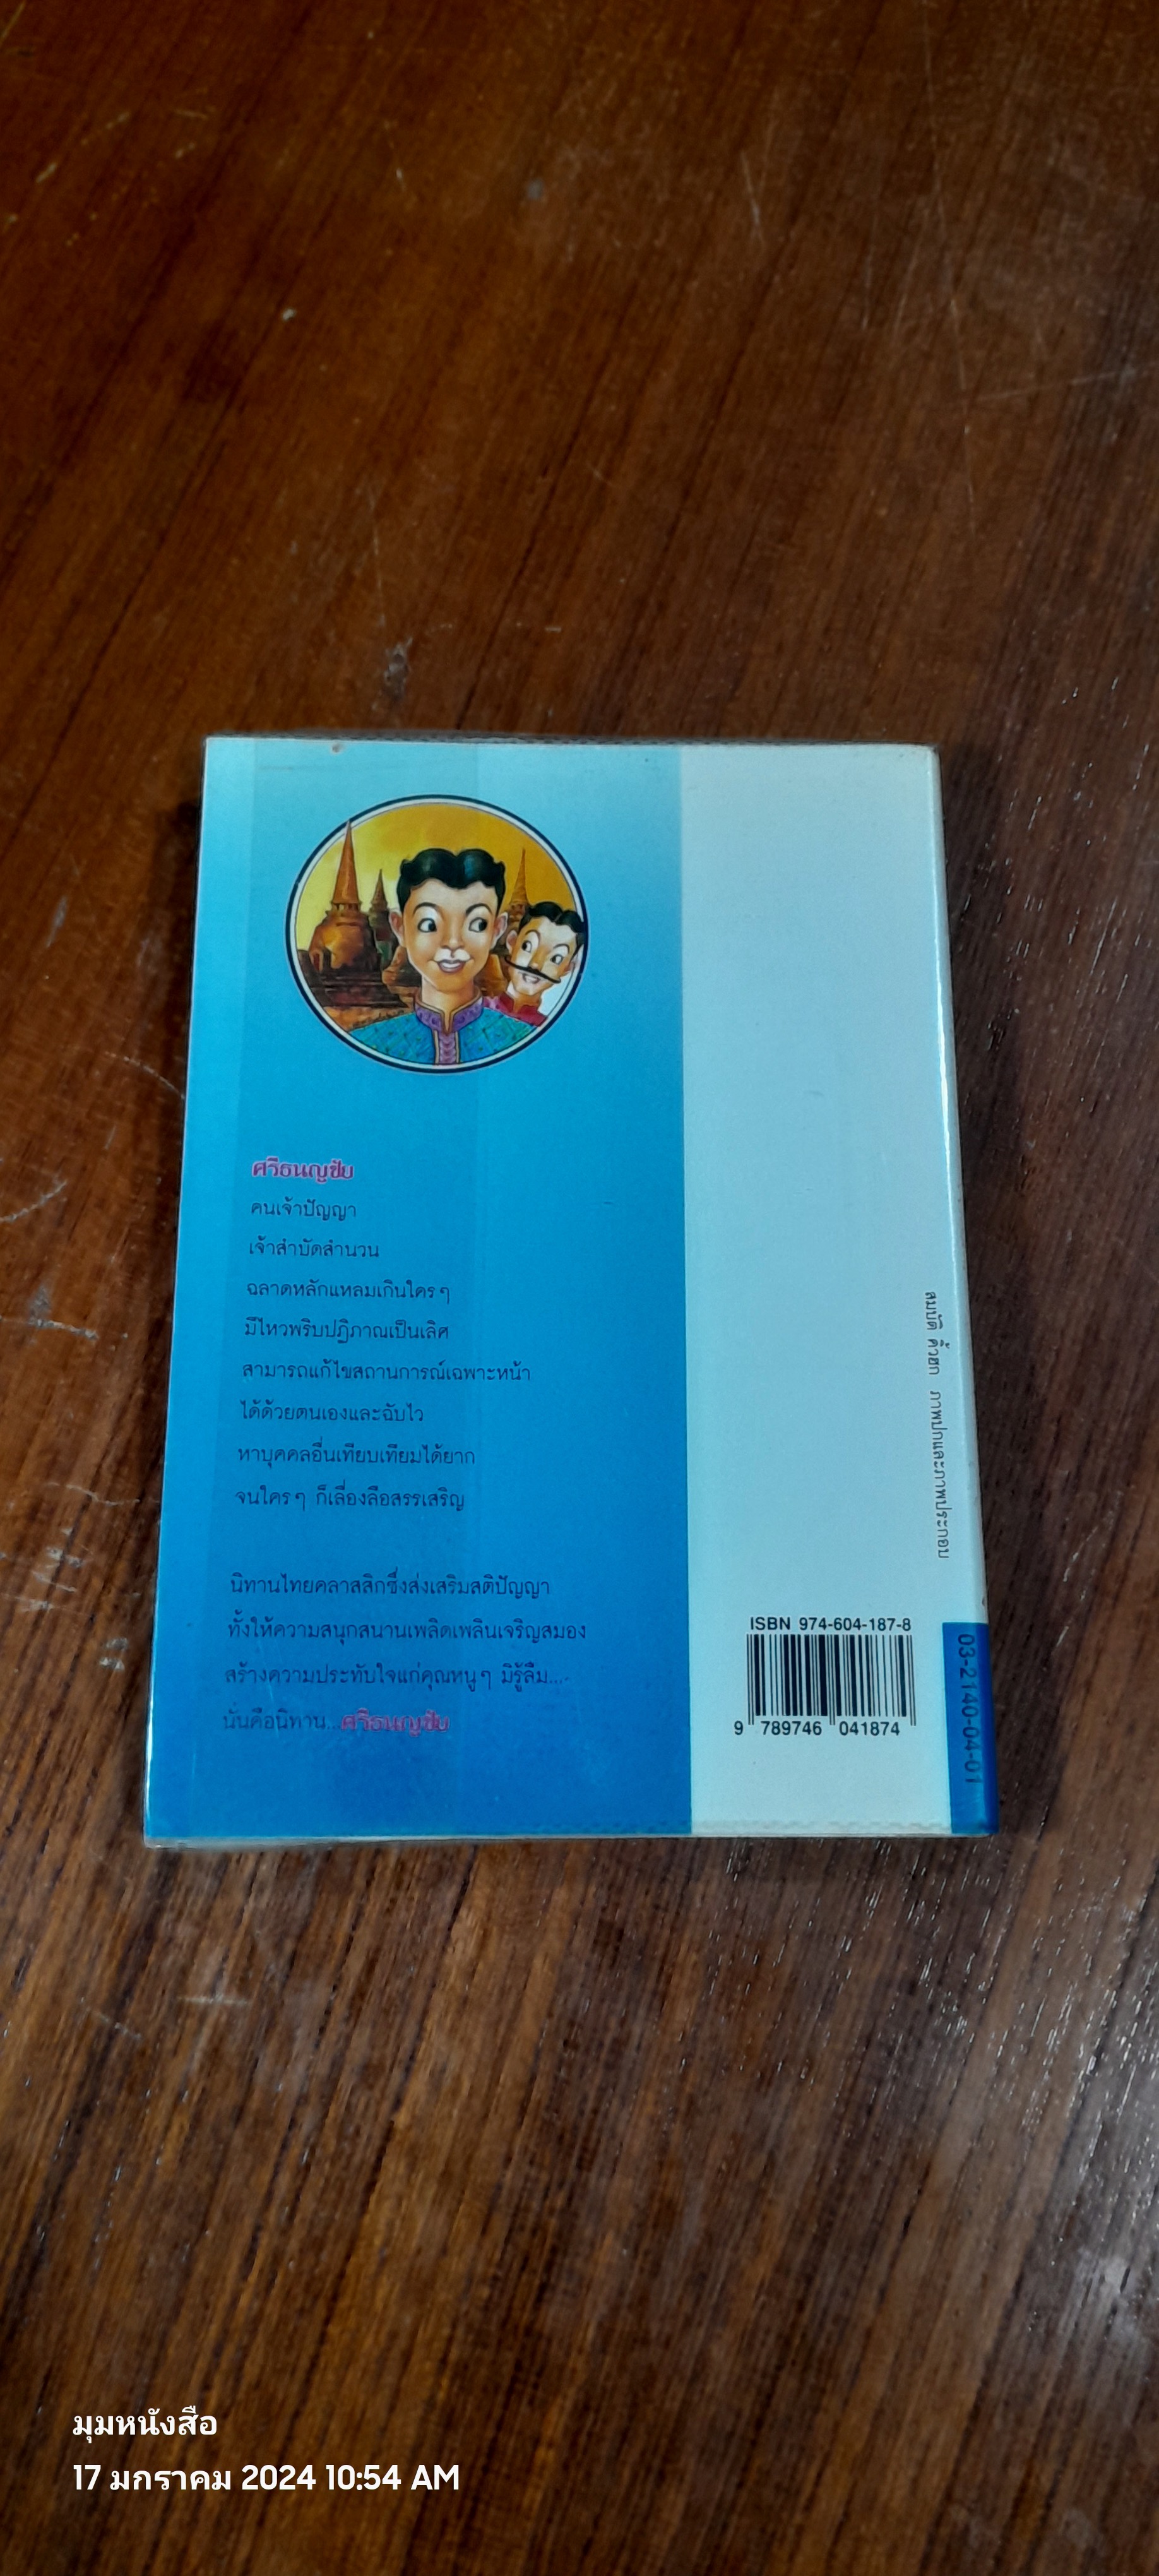 ศรีธนญชัย
คนเจ้าปัญญา
เจ้าสำบัดสำนวน
ฉลาดหลักแหลมเกินใคร ๆ
มีไหวพริบปฏิภาณเป็นเลิศ
สามารถแก้ไขสถานการณ์เฉพาะหน้า
ได้ด้วยตนเองและฉับไว
หาบุคคลอื่นเทียบเทียมได้ยาก
จนใคร ๆ ก็เลื่องลือสรรเสริญ
นิทานไทยคลาสสิกซึ่งส่งเสริมสติปัญญา
ทั้งให้ความสนุกสนานเพลิดเพลินเจริญสมอง
สร้างความประทับใจแก่คุณหนู ๆ มิรู้ลืม...
นั่นคือนิทาน...ศรีธนญชัย
สมบัติ คิ้วฮก ภาพปกและภาพประกอบ
ISBN 974-604-187-8
9 789746 041874
03-2140-04-01
มุมหนังสือ
17 มกราคม 2024 10:54 AM